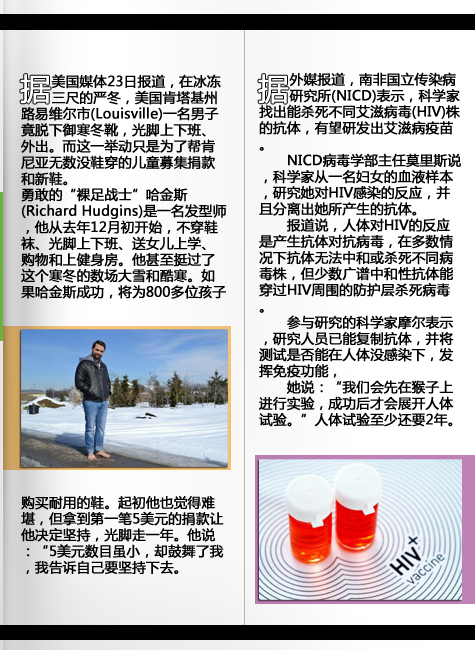 据美国媒体23日报道，在冰冻
三尺的严冬，美国肯塔基州
路易维尔市(Louisville)一名男子
竟脱下御寒冬靴，光脚上下班、
外出。而这一举动只是为了帮肯
尼亚无数没鞋穿的儿童募集捐款
和新鞋。
勇敢的“裸足战士”哈金斯
(Richard Hudgins)是一名发型师
，他从去年12月初开始，不穿鞋
袜、光脚上下班、送女儿上学、
购物和上健身房。他甚至挺过了
这个寒冬的数场大雪和酷寒。如
果哈金斯成功，将为800多位孩子
购买耐用的鞋。起初他也觉得难
堪，但拿到第一笔5美元的捐款让
他决定坚持，光脚走一年。他说
：“5美元数目虽小，却鼓舞了我
，我告诉自己要坚持下去。
据外媒报道，南非国立传染病
研究所(NICD)表示，科学家
找出能杀死不同艾滋病毒(HIV)株
的抗体，有望研发出艾滋病疫苗
。
NICD病毒学部主任莫里斯说
，科学家从一名妇女的血液样本
，研究她对HIV感染的反应，并
且分离出她所产生的抗体。
报道说，人体对HIV的反应
是产生抗体对抗病毒，在多数情
况下抗体无法中和或杀死不同病
毒株，但少数广谱中和性抗体能
穿过HIV周围的防护层杀死病毒
。
参与研究的科学家摩尔表示
，研究人员已能复制抗体，并将
测试是否能在人体没感染下，发
挥免疫功能，
她说：“我们会先在猴子上
进行实验，成功后才会展开人体
试验。”人体试验至少还要2年。
HIV+
vaccine